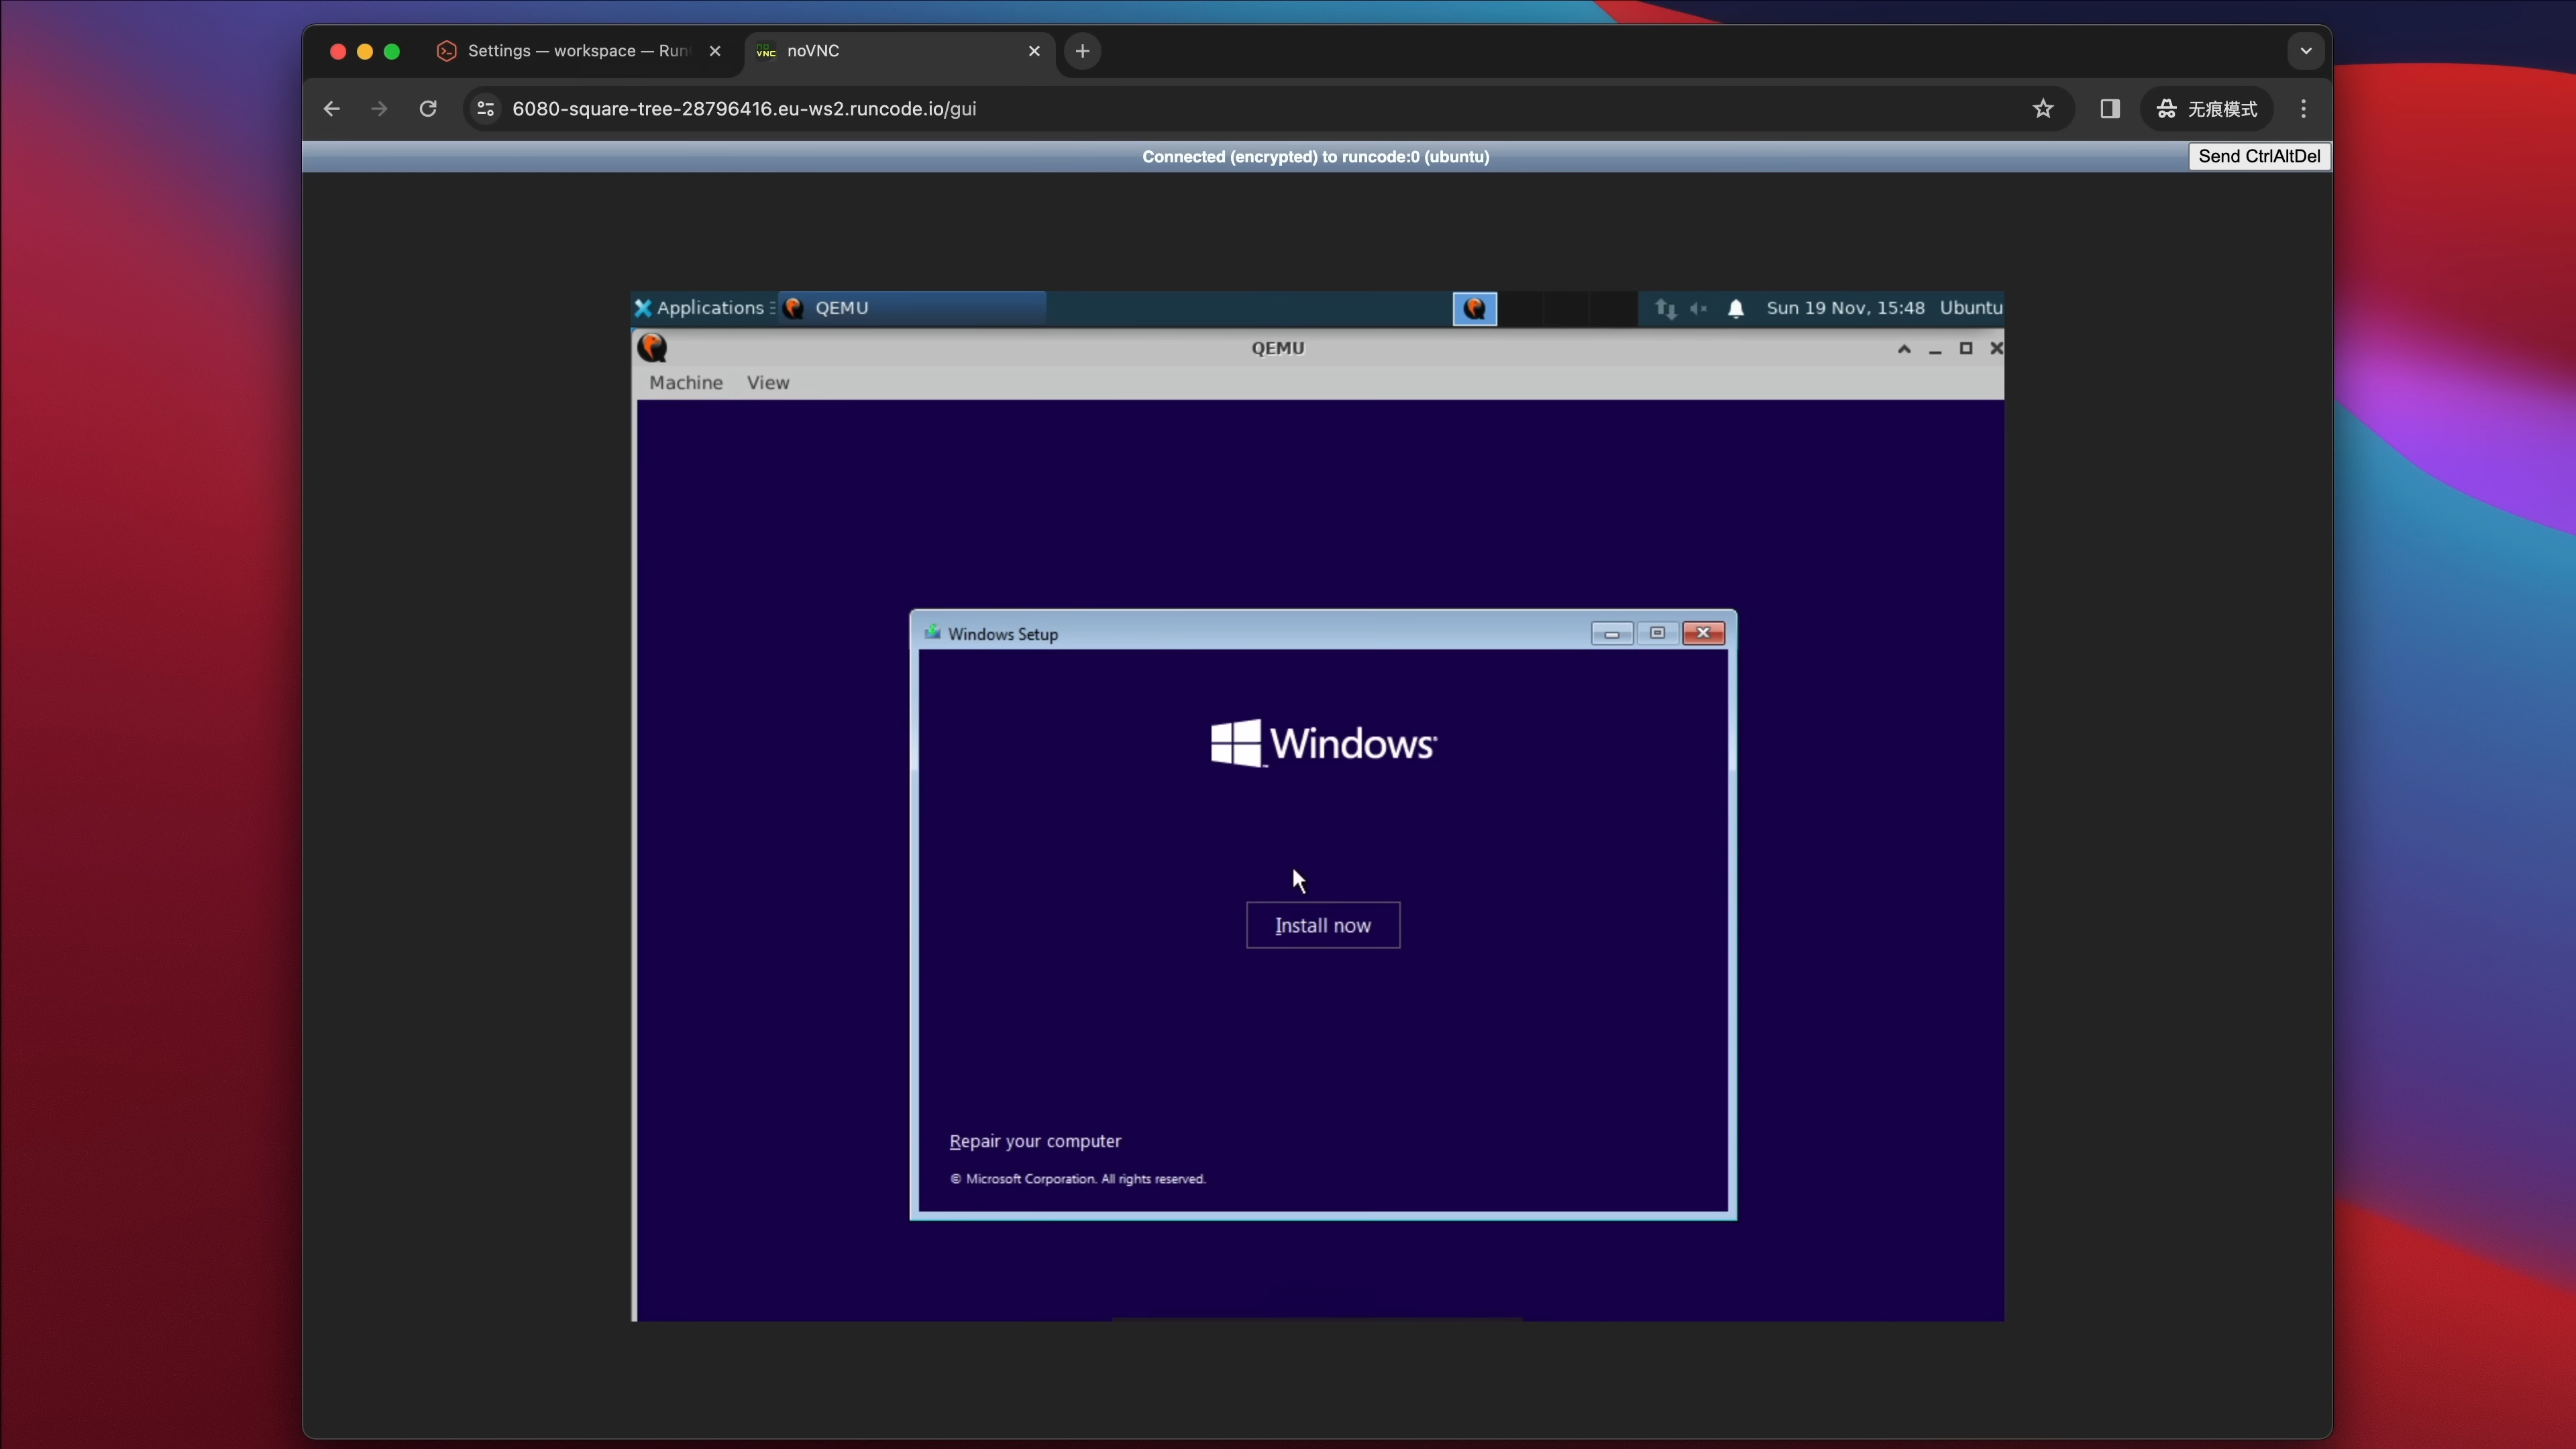 Settings — workspace — Run
noVNC
6080-square-tree-28796416.eu-ws2.runcode.io/gui
无痕模式
Connected (encrypted) to runcode:0 (ubuntu)
Send CtrlAltDel
Applications
QEMU
Sun 19 Nov, 15:48
Ubuntu
QEMU
Machine View
Windows Setup
Windows
Install now
Repair your computer
© Microsoft Corporation. All rights reserved.